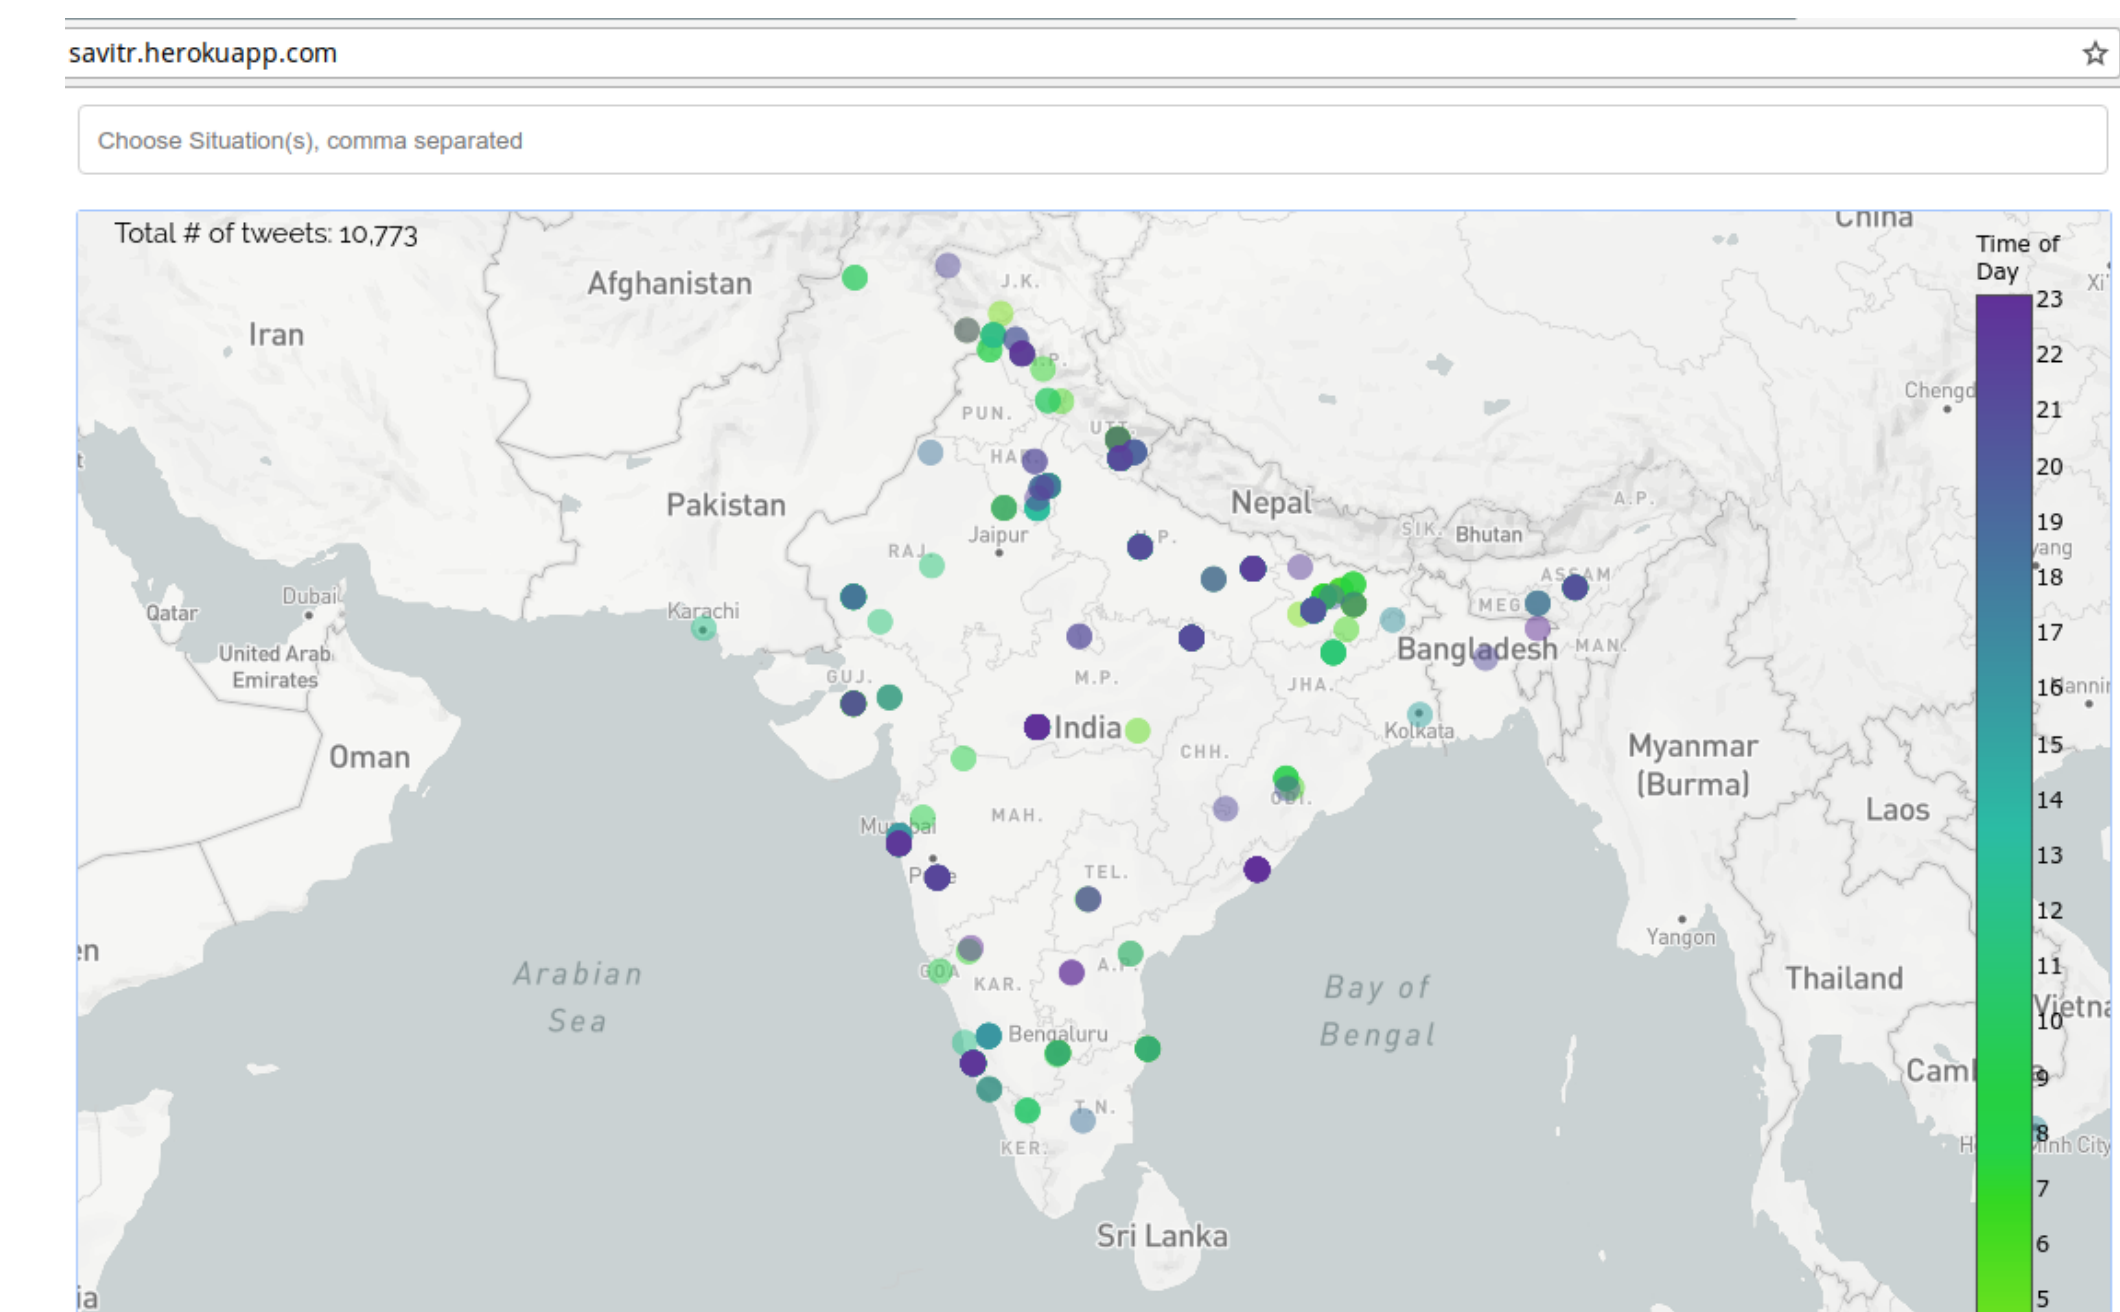 savitr.herokuapp.com
Choose Situation(s), comma separated
Total # of tweets: 10,773
China
Time of
Day
Afghanistan
J.K.
Iran
23
22
21
20
19
18
17
16
15
14
13
12
11
10
9
8
7
6
5
PUN.
Pakistan
Nepal
A.P.
SIK.
Bhutan
Jaipur
RAJ.
ASSAM
Dubai
Qatar
Karachi
MEG
United Arab
Emirates
Bangladesh
MAN.
GUJ.
M.P.
JHA.
India
Kolkata
Oman
CHH.
Myanmar
(Burma)
Laos
MAH.
Mumbai
TEL.
Pune
Yangon
Arabian
Sea
GOA
A.P.
KAR.
Bay of
Bengal
Thailand
Bengaluru
T.N.
KER.
Sri Lanka